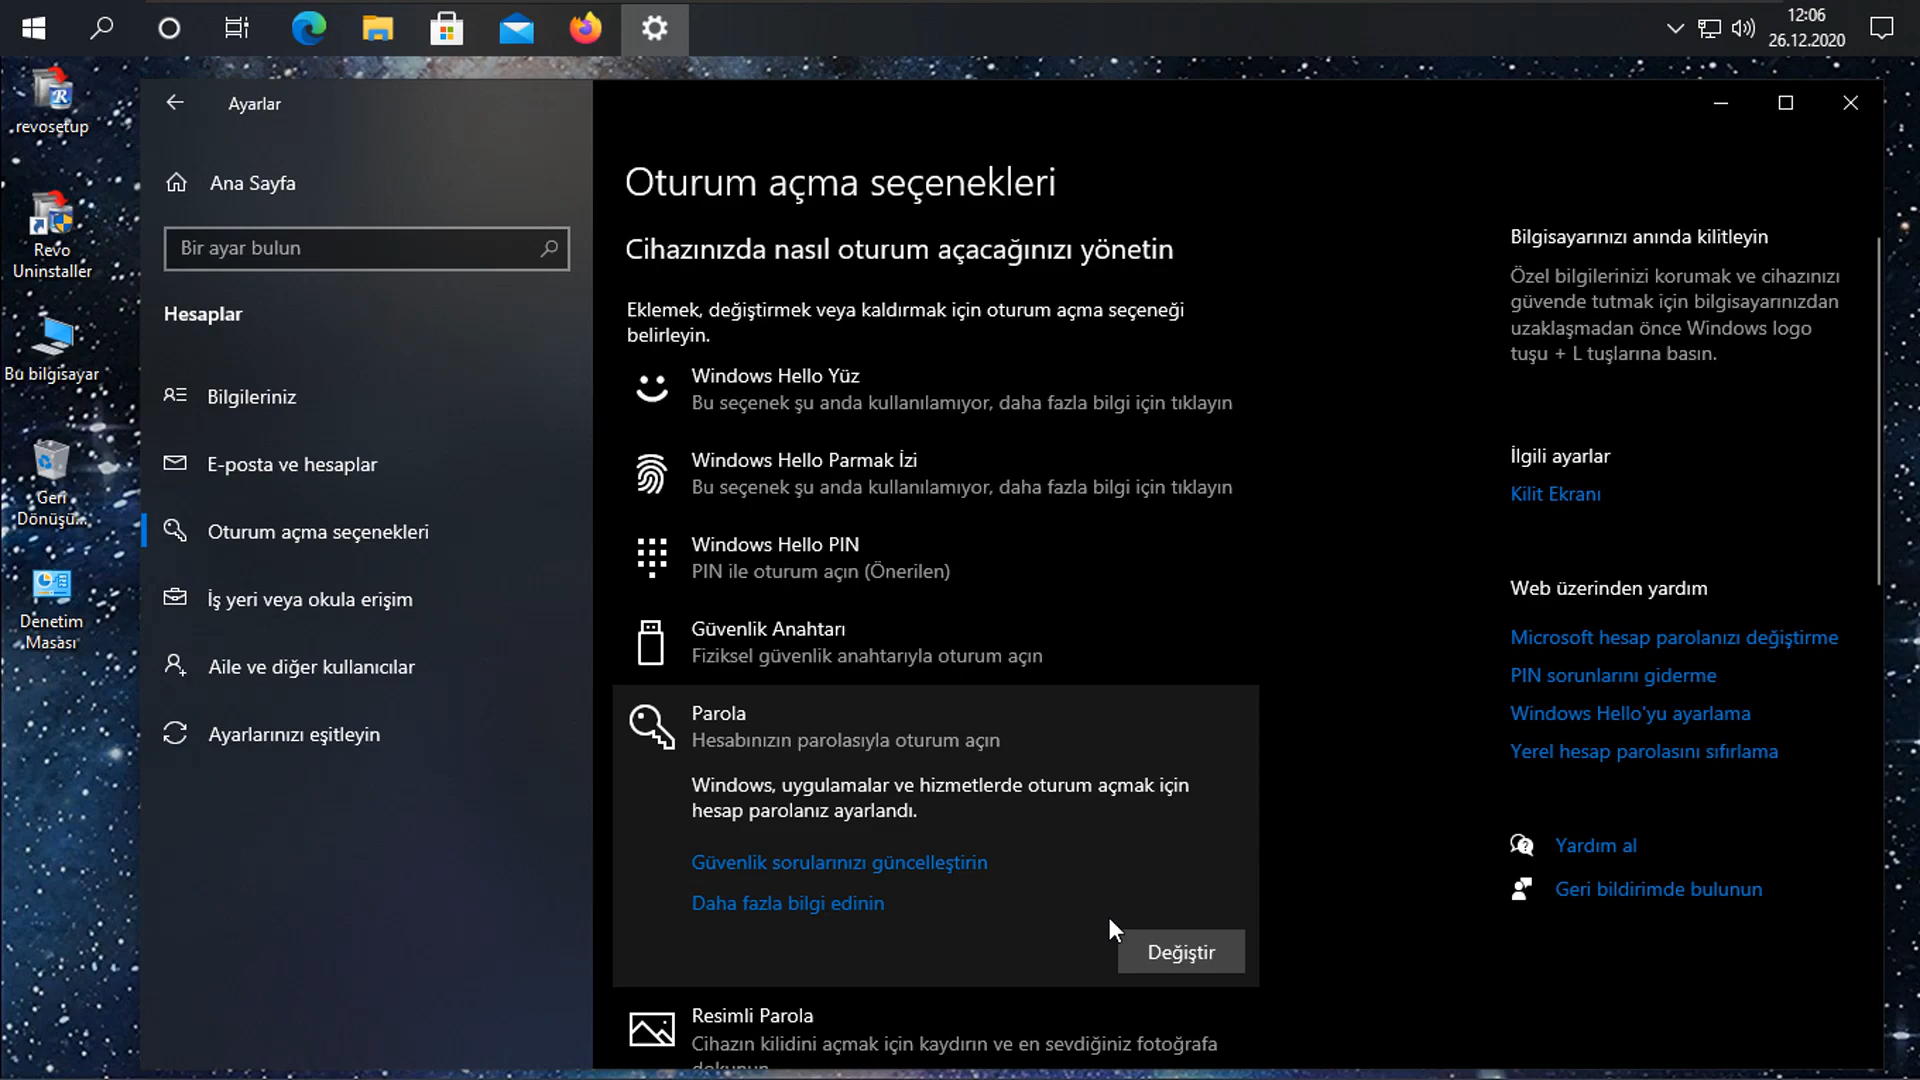 12:06
26.12.2020
revosetup
Revo
Uninstaller
Bu bilgisayar
Geri
Dönüşü...
Denetim
Masası
Ayarlar
Ana Sayfa
Bir ayar bulun
Hesaplar
Bilgileriniz
E-posta ve hesaplar
Oturum açma seçenekleri
İş yeri veya okula erişim
Aile ve diğer kullanıcılar
Ayarlarınızı eşitleyin
Oturum açma seçenekleri
Cihazınızda nasıl oturum açacağınızı yönetin
Eklemek, değiştirmek veya kaldırmak için oturum açma seçeneği
belirleyin.
Windows Hello Yüz
Bu seçenek şu anda kullanılamıyor, daha fazla bilgi için tıklayın
Windows Hello Parmak İzi
Bu seçenek şu anda kullanılamıyor, daha fazla bilgi için tıklayın
Windows Hello PIN
PIN ile oturum açın (Önerilen)
Güvenlik Anahtarı
Fiziksel güvenlik anahtarıyla oturum açın
Parola
Hesabınızın parolasıyla oturum açın
Windows, uygulamalar ve hizmetlerde oturum açmak için
hesap parolanız ayarlandı.
Güvenlik sorularınızı güncelleştirin
Daha fazla bilgi edinin
Değiştir
Resimli Parola
Cihazın kilidini açmak için kaydırın ve en sevdiğiniz fotoğrafa
Bilgisayarınızı anında kilitleyin
Özel bilgilerinizi korumak ve cihazınızı
güvende tutmak için bilgisayarınızdan
uzaklaşmadan önce Windows logo
tuşu + L tuşlarına basın.
İlgili ayarlar
Kilit Ekranı
Web üzerinden yardım
Microsoft hesap parolanızı değiştirme
PIN sorunlarını giderme
Windows Hello'yu ayarlama
Yerel hesap parolasını sıfırlama
Yardım al
Geri bildirimde bulunun